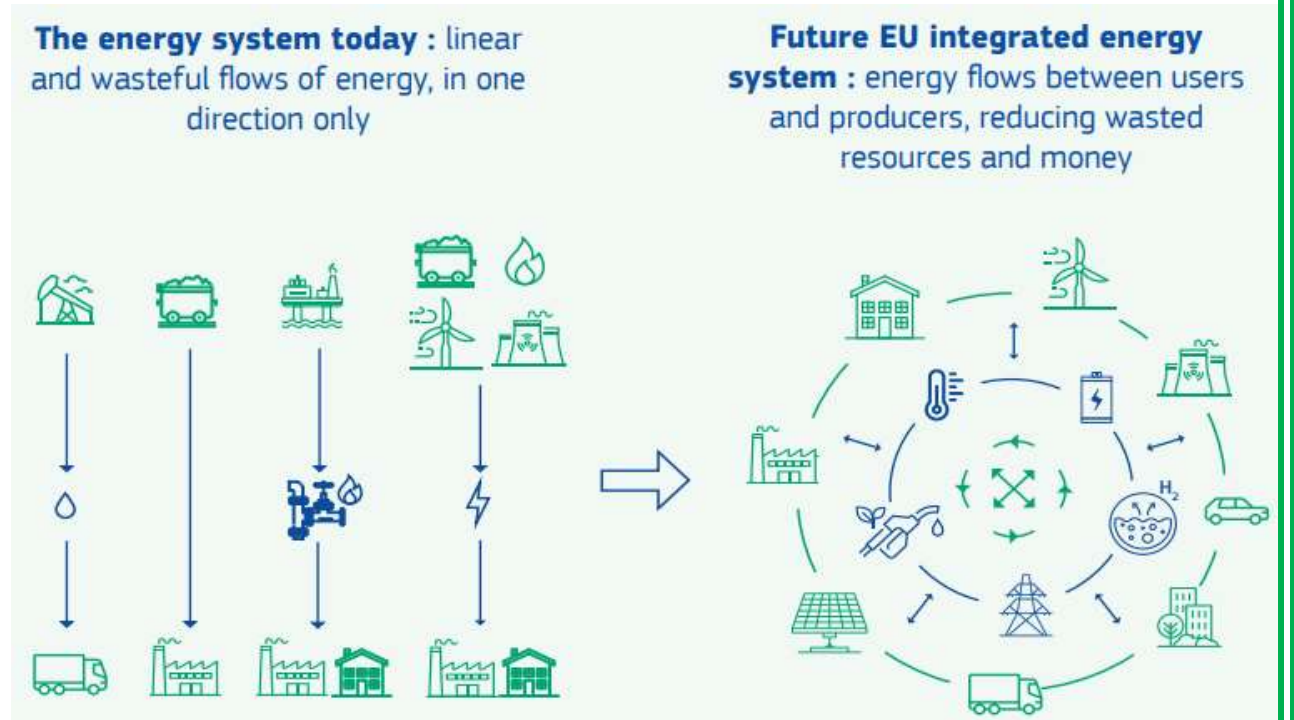 The energy system today : linear
and wasteful flows of energy, in one
direction only
Future EU integrated energy
system : energy flows between users
and producers, reducing wasted
resources and money
H₂